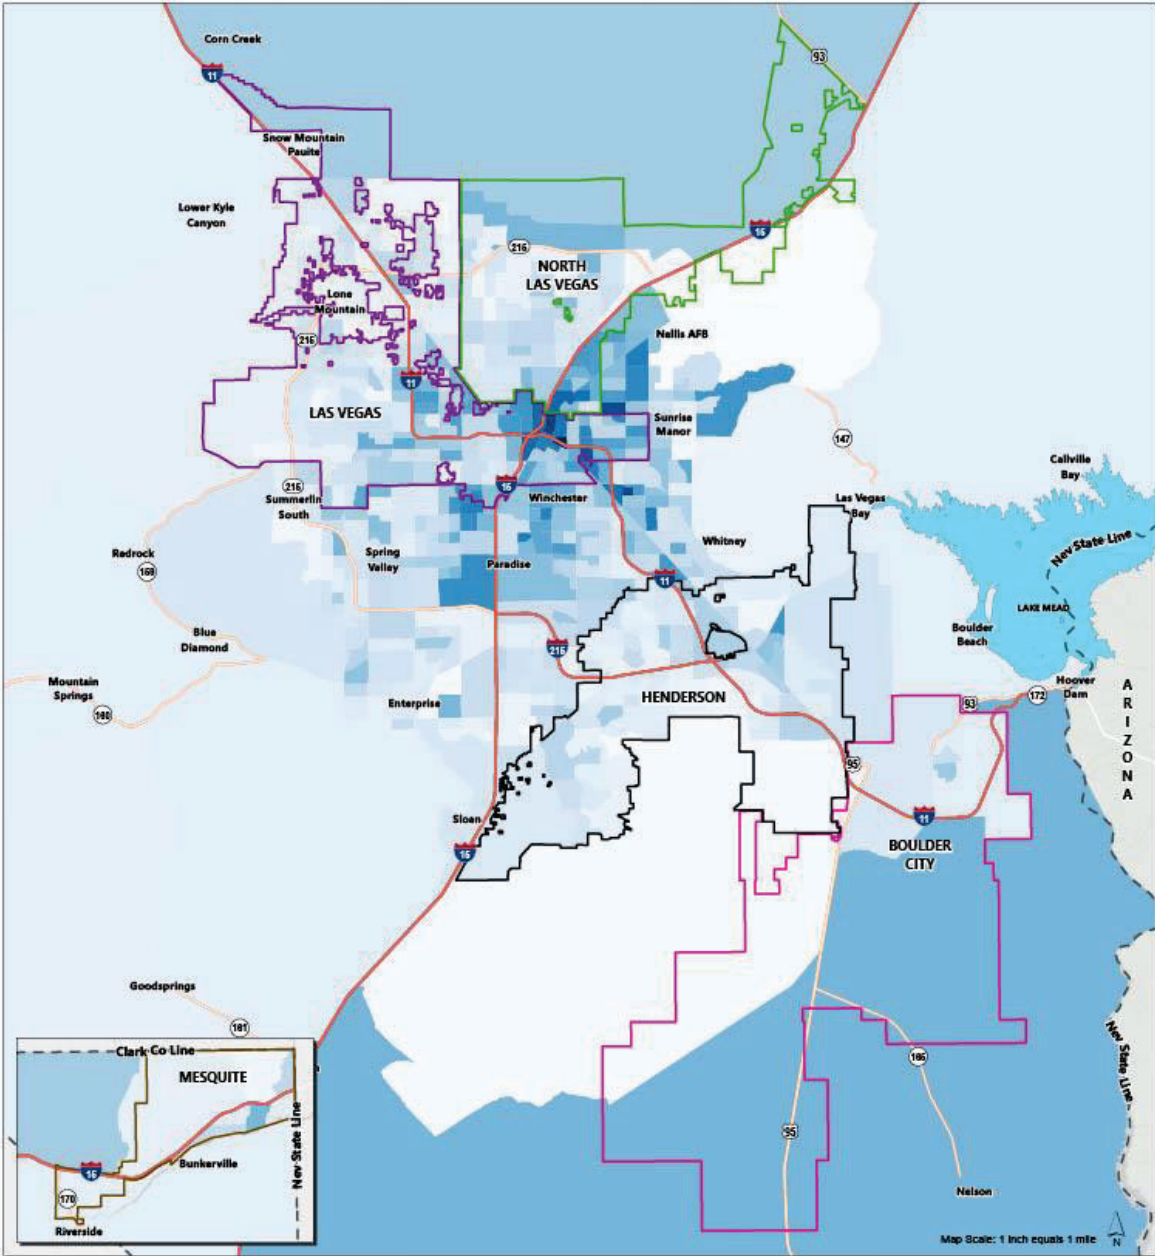 Corn Creek
93
11
Snow Mountain
Pauite
Lower Kyle
Canyon
15
215
NORTH
LAS VEGAS
Lone
Mountain
215
Nellis AFB
11
LAS VEGAS
Sunrise
Manor
147
Callville
Bay
215
Summerlin
South
15
Winchester
Las Vegas
Bay
Nev State Line
Redrock
159
Spring
Valley
Paradise
Whitney
11
LAKE MEAD
Blue
Diamond
215
Boulder
Beach
Mountain
Springs
160
Enterprise
HENDERSON
93
172
Hoover
Dam
ARIZONA
95
Sloan
15
11
BOULDER
CITY
Goodsprings
161
Nev State Line
165
95
Nelson
Clark Co Line
MESQUITE
Nev State Line
Bunkerville
15
170
Riverside
Map Scale: 1 inch equals 1 mile
N